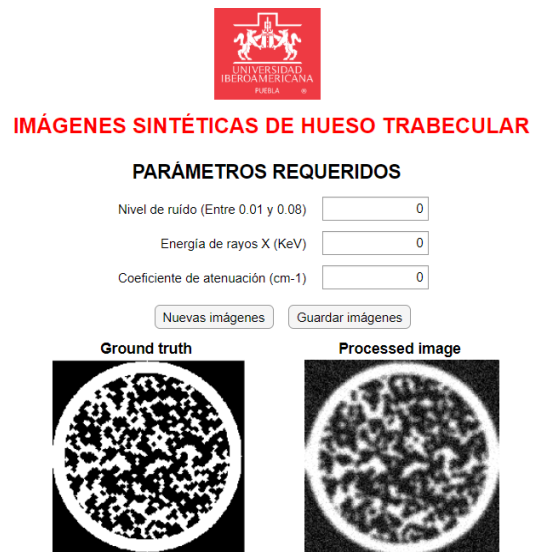 UNIVERSIDAD
IBEROAMERICANA
PUEBLA
IMÁGENES SINTÉTICAS DE HUESO TRABECULAR
PARÁMETROS REQUERIDOS
Nivel de ruído (Entre 0.01 y 0.08) 0
Energía de rayos X (KeV) 0
Coeficiente de atenuación (cm-1) 0
Nuevas imágenes Guardar imágenes
Ground truth Processed image